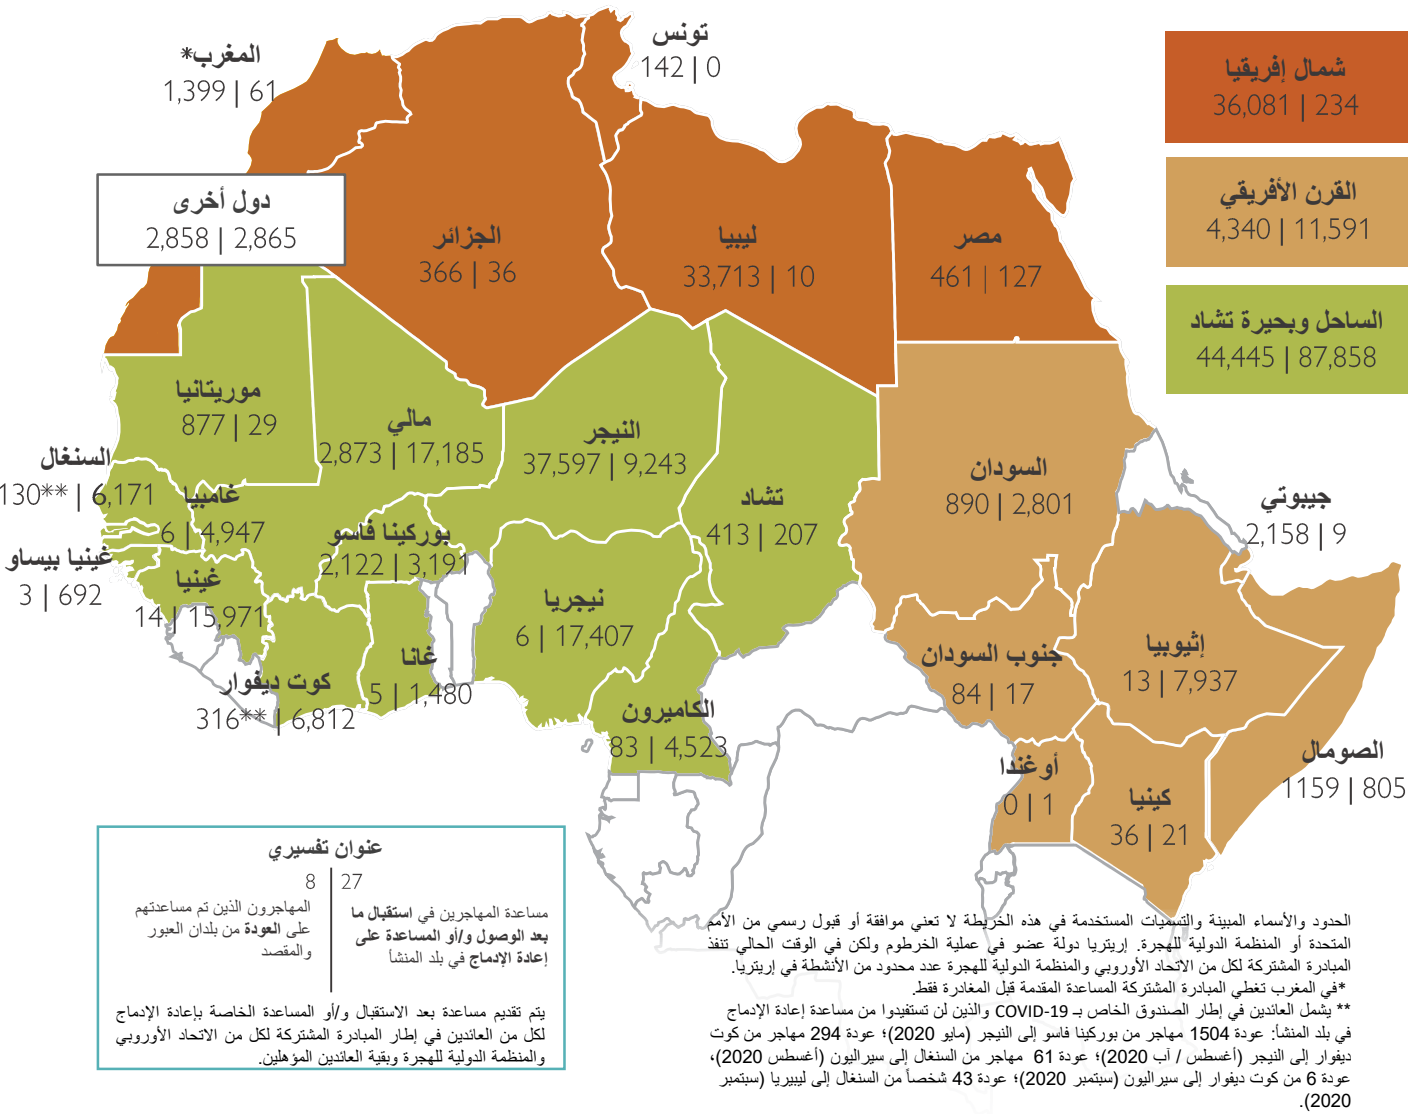 تونس
142 | 0
المغرب*
1,399 | 61
شمال إفريقيا
36,081 | 234
القرن الأفريقي
4,340 | 11,591
الساحل وبحيرة تشاد
44,445 | 87,858
دول أخرى
2,858 | 2,865
الجزائر
366 | 36
ليبيا
33,713 | 10
مصر
461 | 127
موريتانيا
877 | 29
مالي
2,873 | 17,185
النيجر
37,597 | 9,243
تشاد
413 | 207
السودان
890 | 2,801
جيبوتي
2,158 | 9
السنغال
130** | 6,171
غامبيا
6 | 4,947
بوركينا فاسو
2,122 | 3,191
غينيا بيساو
3 | 692
غينيا
14 | 15,971
نيجريا
6 | 17,407
غانا
5 | 1,480
كوت ديفوار
316** | 6,812
الكاميرون
83 | 4,523
جنوب السودان
84 | 17
إثيوبيا
13 | 7,937
الصومال
1159 | 805
أوغندا
0 | 1
كينيا
36 | 21
عنوان تفسيري
8 | 27
مساعدة المهاجرين في استقبال ما
بعد الوصول و/أو المساعدة على
إعادة الإدماج في بلد المنشأ
المهاجرون الذين تم مساعدتهم
على العودة من بلدان العبور
والمقصد
يتم تقديم مساعدة بعد الاستقبال و/أو المساعدة الخاصة بإعادة الإدماج
لكل من العائدين في إطار المبادرة المشتركة لكل من الاتحاد الأوروبي
والمنظمة الدولية للهجرة وبقية العائدين المؤهلين.
الحدود والأسماء المبينة والتسميات المستخدمة في هذه الخريطة لا تعني موافقة أو قبول رسمي من الأمم
المتحدة أو المنظمة الدولية للهجرة. إريتريا دولة عضو في عملية الخرطوم ولكن في الوقت الحالي تنفذ
المبادرة المشتركة لكل من الاتحاد الأوروبي والمنظمة الدولية للهجرة عدد محدود من الأنشطة في إريتريا.
*في المغرب تغطي المبادرة المشتركة المساعدة المقدمة قبل المغادرة فقط.
** يشمل العائدين في إطار الصندوق الخاص بـ COVID-19 والذين لن تستفيدوا من مساعدة إعادة الإدماج
في بلد المنشأ: عودة 1504 مهاجر من بوركينا فاسو إلى النيجر (مايو 2020)؛ عودة 294 مهاجر من كوت
ديفوار إلى النيجر (أغسطس / آب 2020)؛ عودة 61 مهاجر من السنغال إلى سيراليون (أغسطس 2020)،
عودة 6 من كوت ديفوار إلى سيراليون (سبتمبر 2020)؛ عودة 43 شخصاً من السنغال إلى ليبيريا (سبتمبر
2020).